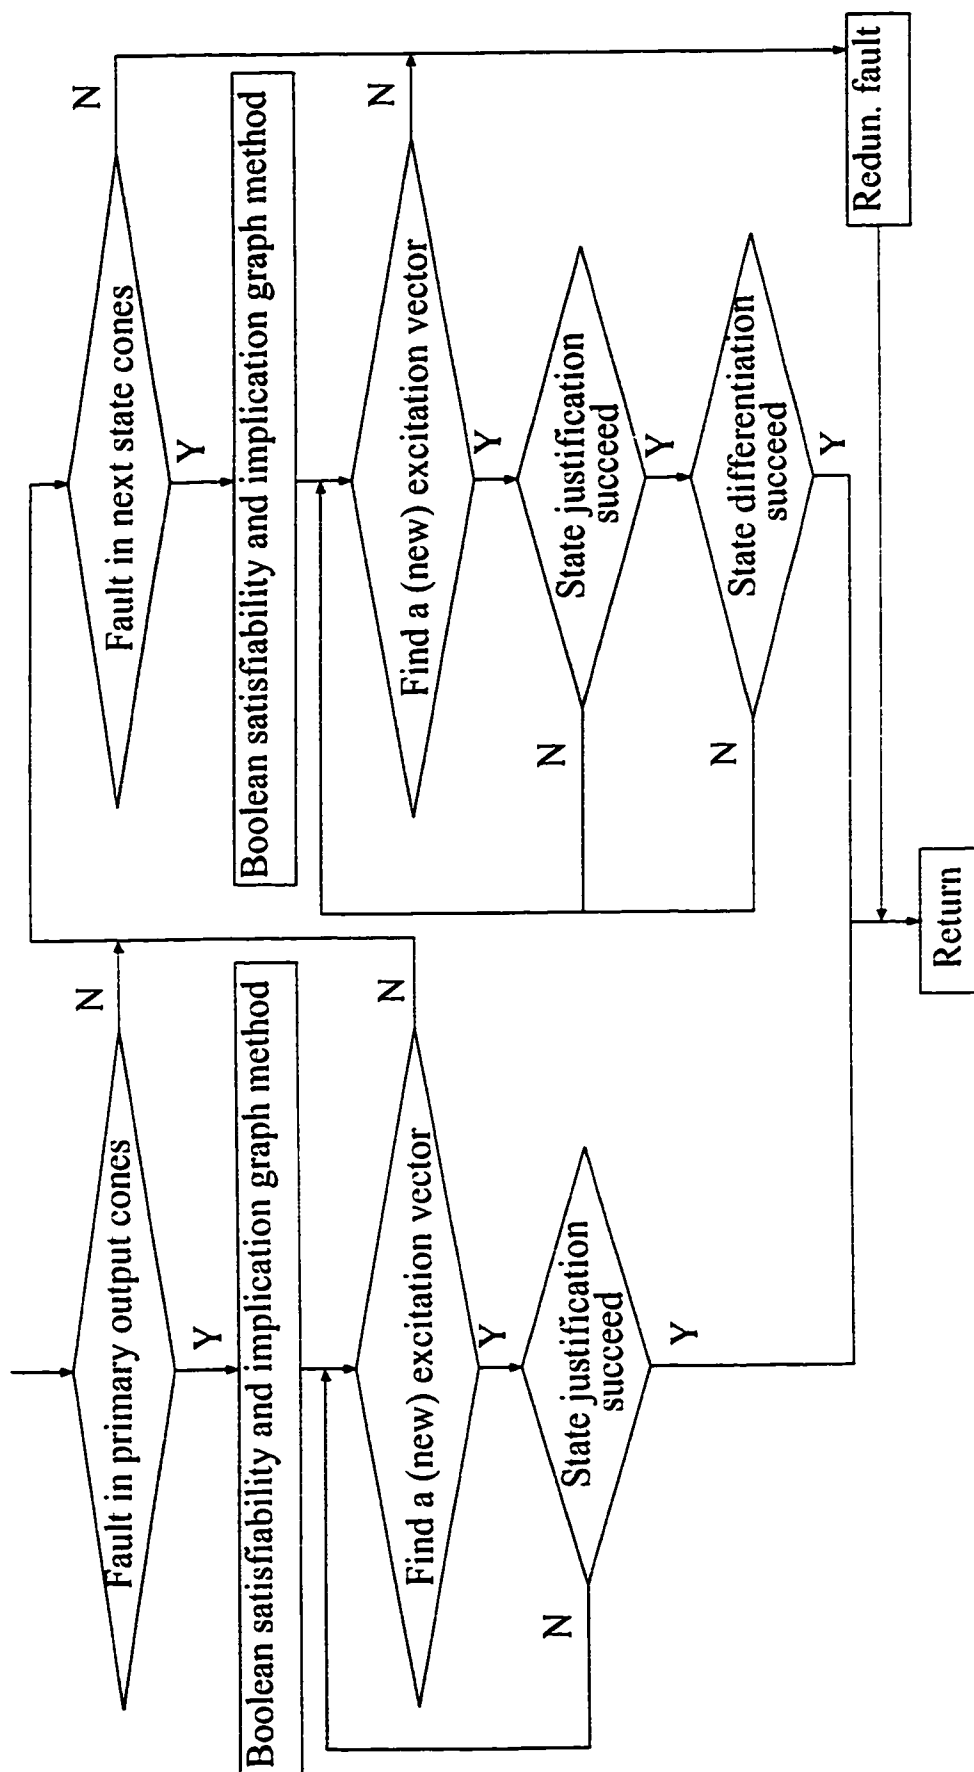 Fault in primary output cones
N
Y
Boolean satisfiability and implication graph method
Find a (new) excitation vector
N
Y
State justification
succeed
N
Y
Fault in next state cones
N
Y
Boolean satisfiability and implication graph method
Find a (new) excitation vector
N
Y
State justification
succeed
N
Y
State differentiation
succeed
N
Y
Redun. fault
Return